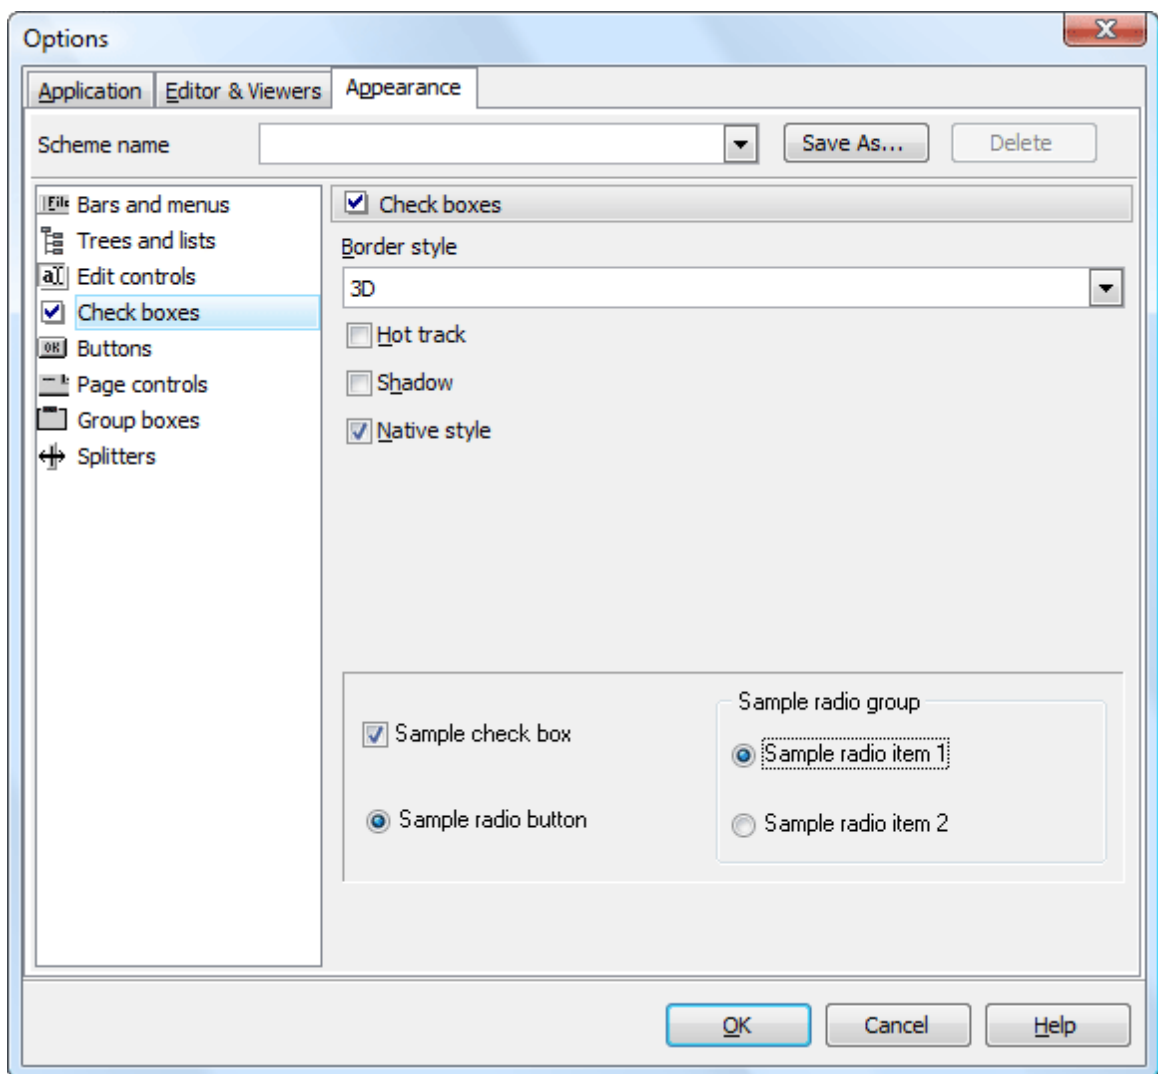 Options
Application Editor & Viewers Appearance
Scheme name Save As... Delete
Bars and menus
Trees and lists
Edit controls
Check boxes
Buttons
Page controls
Group boxes
Splitters
Check boxes
Border style
3D
Hot track
Shadow
Native style
Sample check box
Sample radio button
Sample radio group
Sample radio item 1
Sample radio item 2
OK Cancel Help